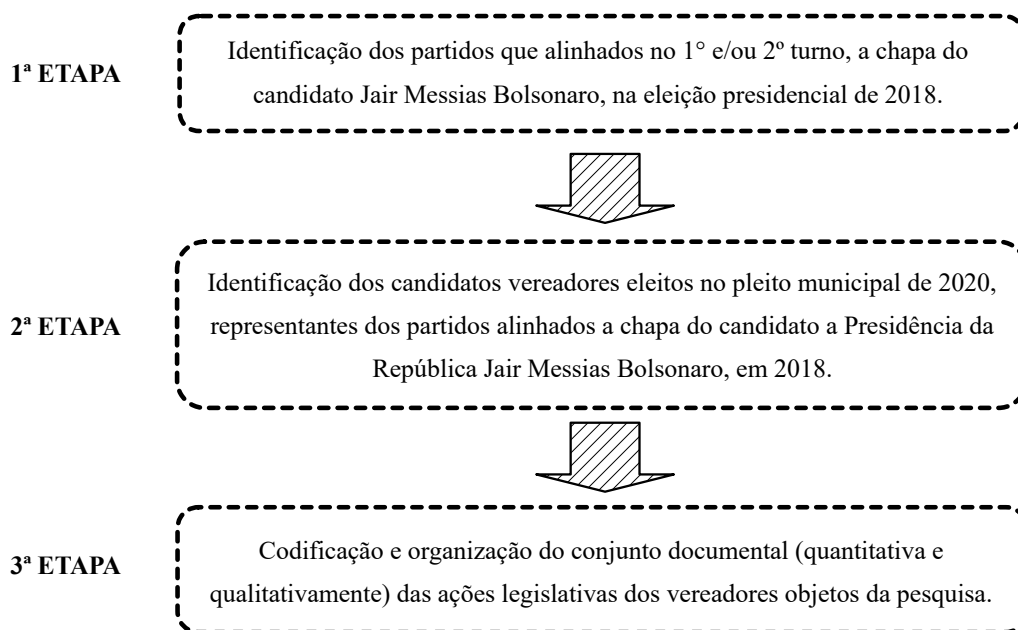 1ª ETAPA
Identificação dos partidos que alinhados no 1° e/ou 2º turno, a chapa do
candidato Jair Messias Bolsonaro, na eleição presidencial de 2018.
2ª ETAPA
Identificação dos candidatos vereadores eleitos no pleito municipal de 2020,
representantes dos partidos alinhados a chapa do candidato a Presidência da
República Jair Messias Bolsonaro, em 2018.
3ª ETAPA
Codificação e organização do conjunto documental (quantitativa e
qualitativamente) das ações legislativas dos vereadores objetos da pesquisa.